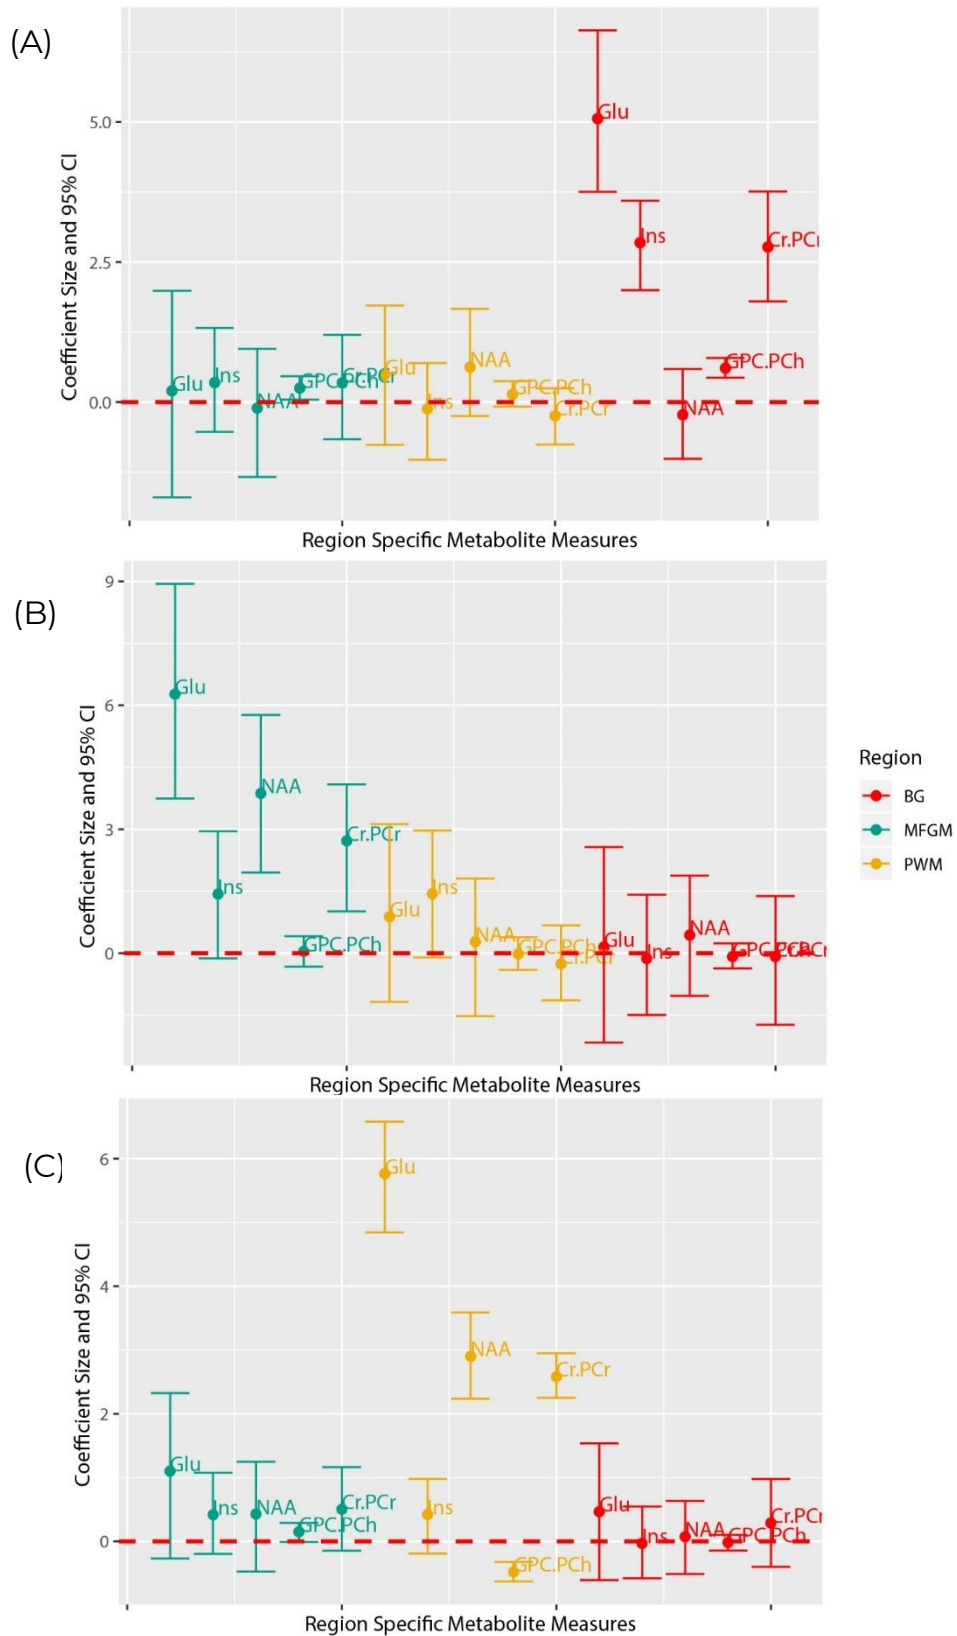 (A)
Coefficient Size and 95% CI
5.0
2.5
0.0
Glu
Ins
NAA
GPC.PCh
Cr.PCr
Glu
Ins
NAA
GPC.PCh
Cr.PCr
Glu
Ins
NAA
GPC.PCh
Cr.PCr
Region Specific Metabolite Measures
(B)
Coefficient Size and 95% CI
9
6
3
0
Glu
Ins
NAA
GPC.PCh
Cr.PCr
Glu
Ins
NAA
GPC.PCh
Cr.PCr
Glu
Ins
NAA
GPC.PCh
Cr.PCr
Region Specific Metabolite Measures
Region
BG
MFGM
PWM
(C)
Coefficient Size and 95% CI
6
4
2
0
Glu
Ins
NAA
GPC.PCh
Cr.PCr
Glu
Ins
NAA
GPC.PCh
Cr.PCr
Glu
Ins
NAA
GPC.PCh
Cr.PCr
Region Specific Metabolite Measures